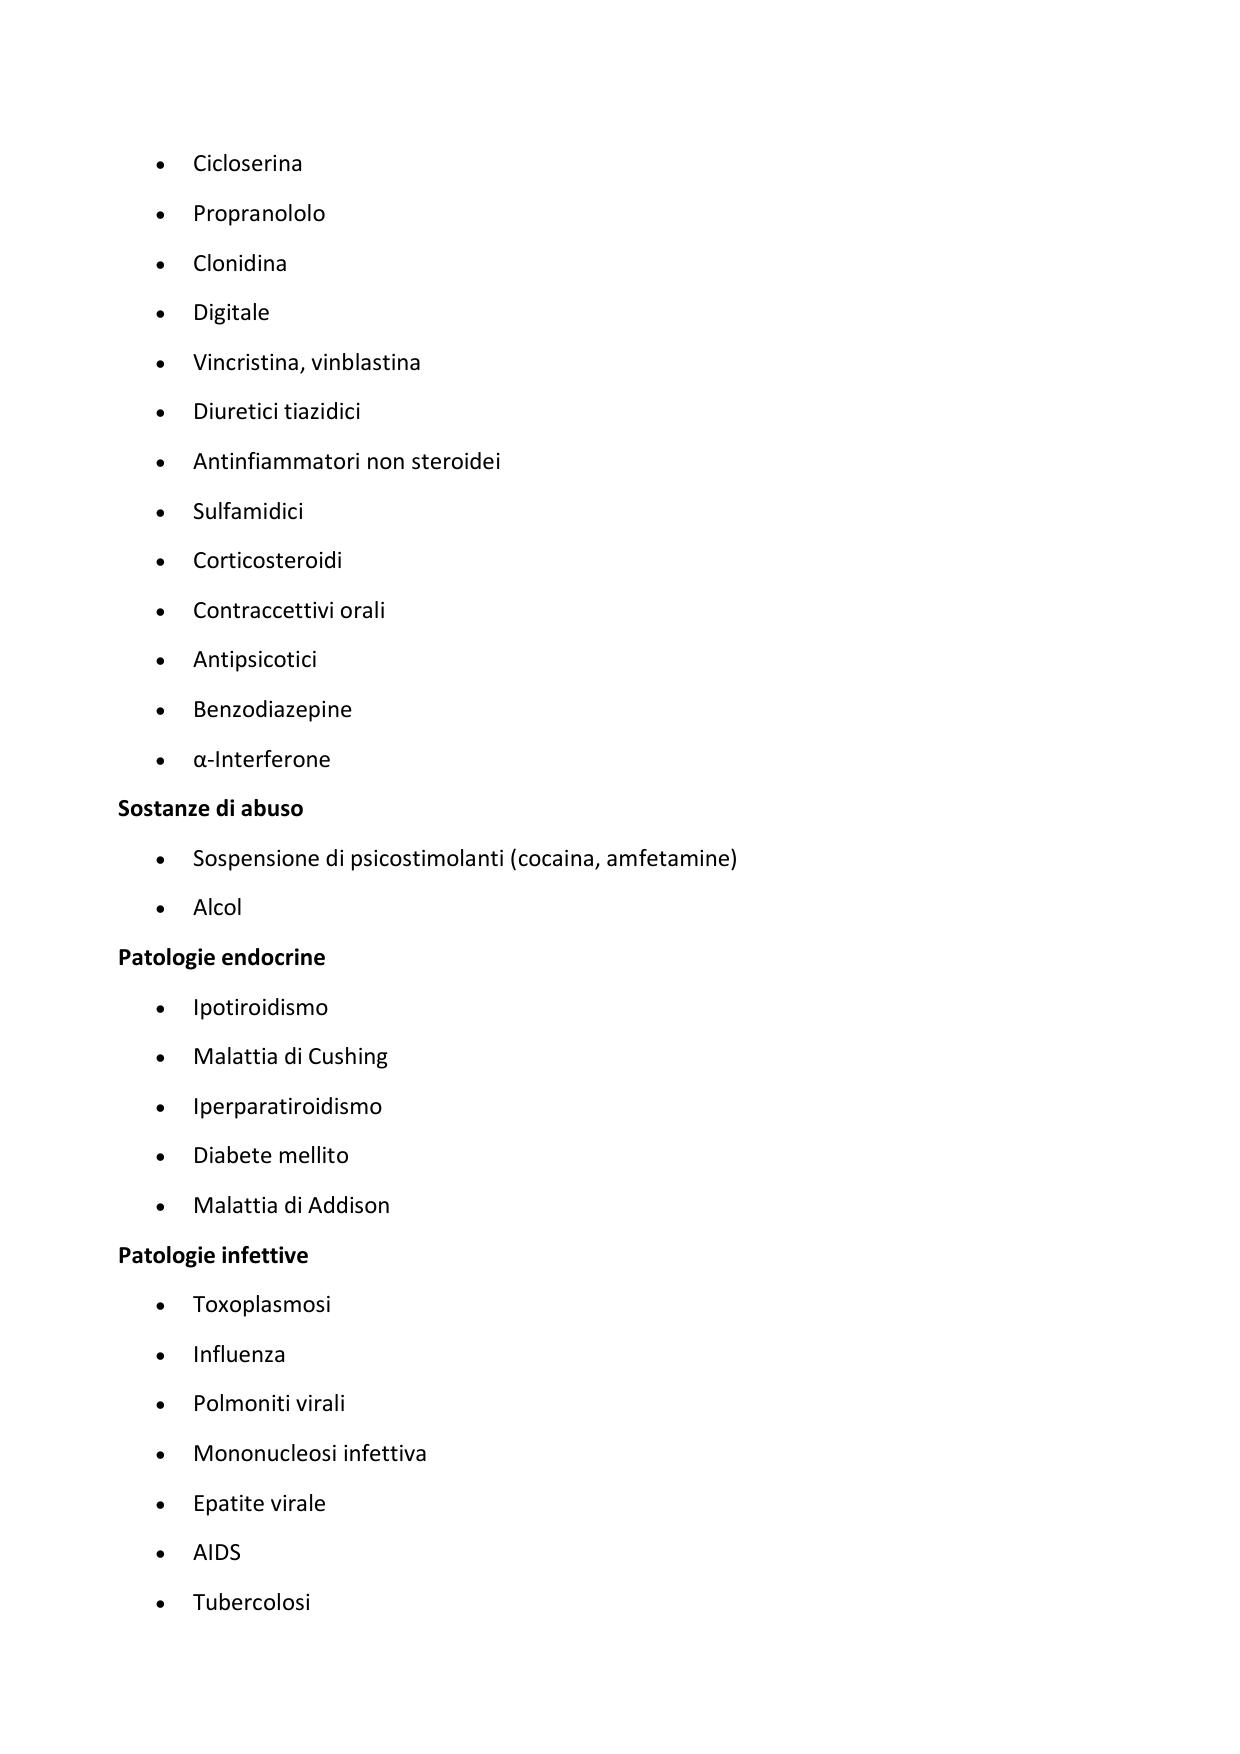 • Cicloserina
• Propranololo
• Clonidina
• Digitale
• Vincristina, vinblastina
• Diuretici tiazidici
• Antinfiammatori non steroidei
• Sulfamidici
• Corticosteroidi
• Contraccettivi orali
• Antipsicotici
• Benzodiazepine
• α-Interferone
Sostanze di abuso
• Sospensione di psicostimolanti (cocaina, amfetamine)
• Alcol
Patologie endocrine
• Ipotiroidismo
• Malattia di Cushing
• Iperparatiroidismo
• Diabete mellito
• Malattia di Addison
Patologie infettive
• Toxoplasmosi
• Influenza
• Polmoniti virali
• Mononucleosi infettiva
• Epatite virale
• AIDS
• Tubercolosi